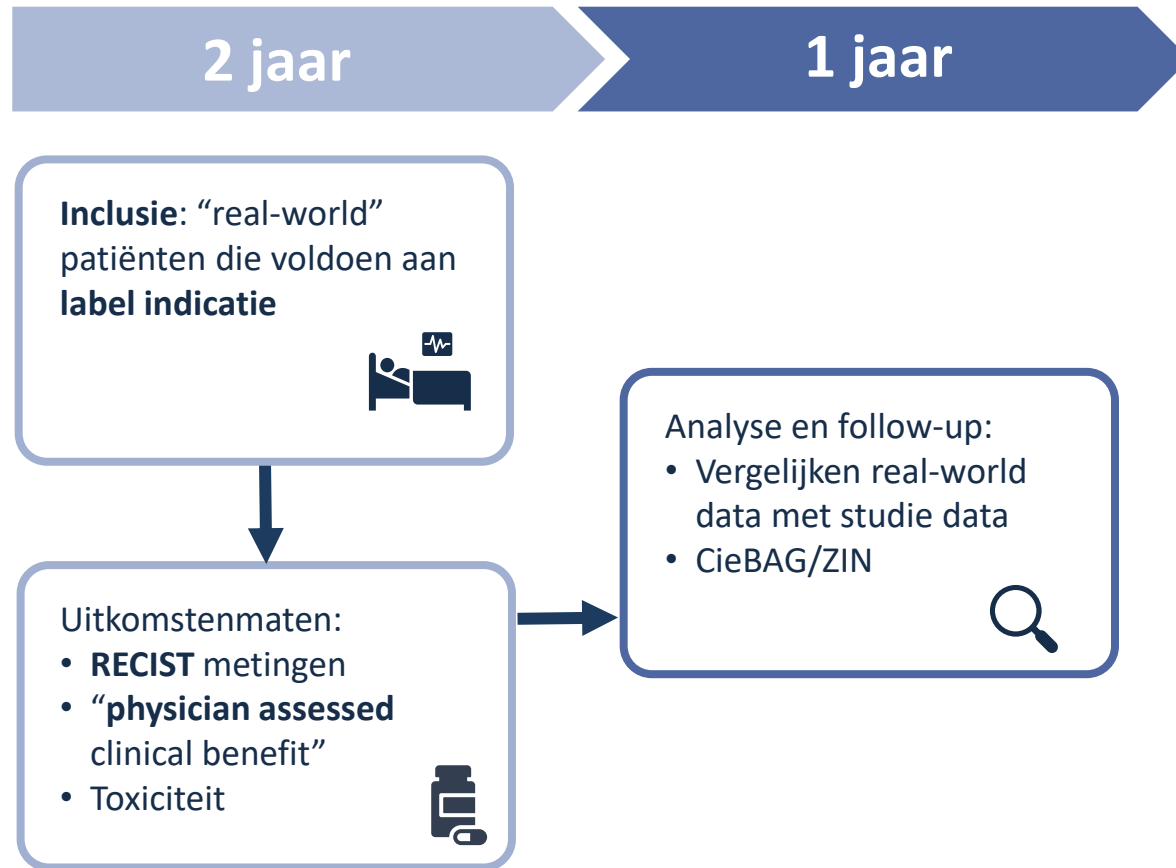 2 jaar
1 jaar
Inclusie: “real-world”
patiënten die voldoen aan
label indicatie
Uitkomstenmaten:
• RECIST metingen
• “physician assessed
clinical benefit”
• Toxiciteit
Analyse en follow-up:
• Vergelijken real-world
data met studie data
• CieBAG/ZIN